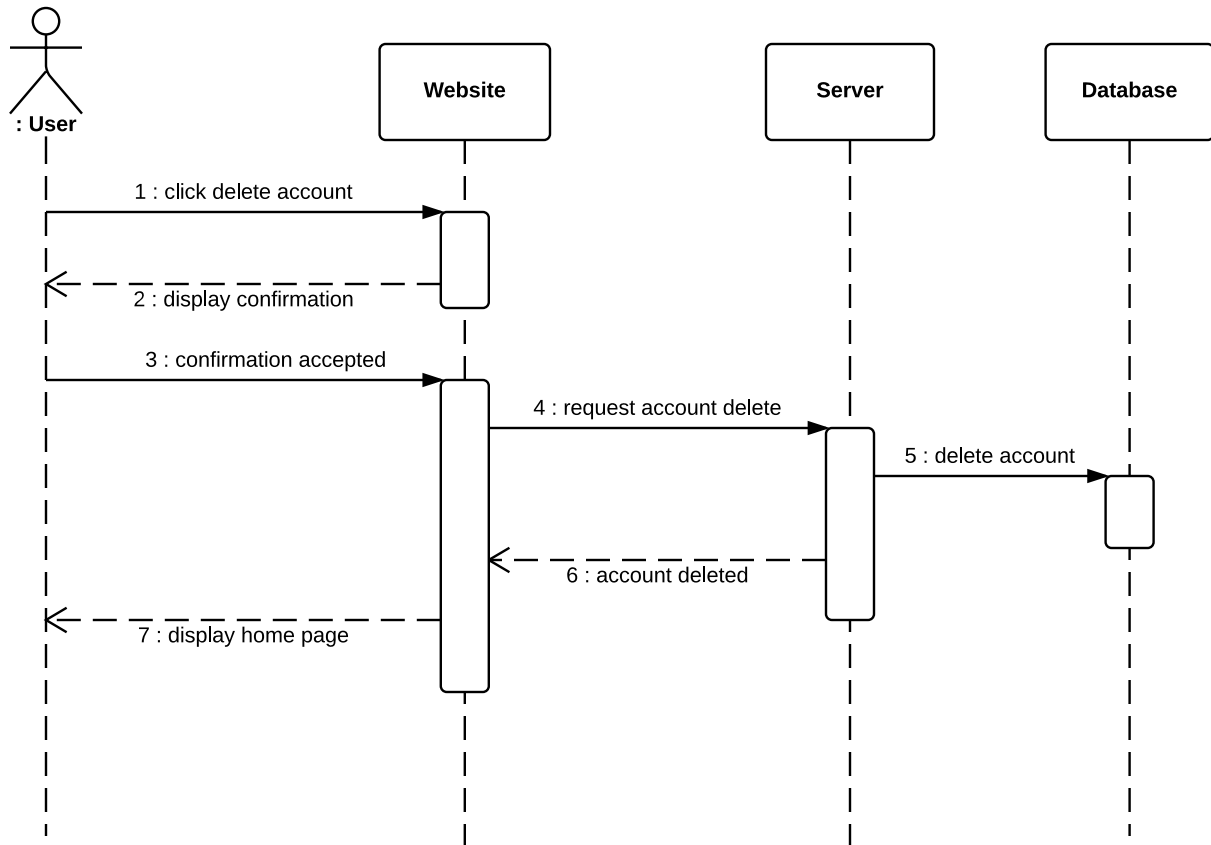 : User
Website
Server
Database
1 : click delete account
2 : display confirmation
3 : confirmation accepted
4 : request account delete
5 : delete account
6 : account deleted
7 : display home page